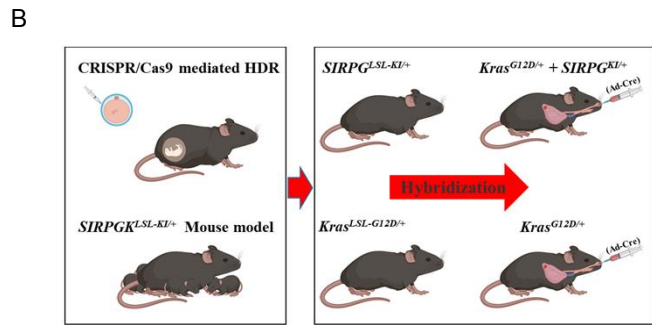 B
CRISPR/Cas9 mediated HDR
SIRPGK^LSL-KI/+ Mouse model
SIRPG^LSL-KI/+
Kras^G12D/+ + SIRPG^KI/+
(Ad-Cre)
Hybridization
Kras^LSL-G12D/+
Kras^G12D/+
(Ad-Cre)